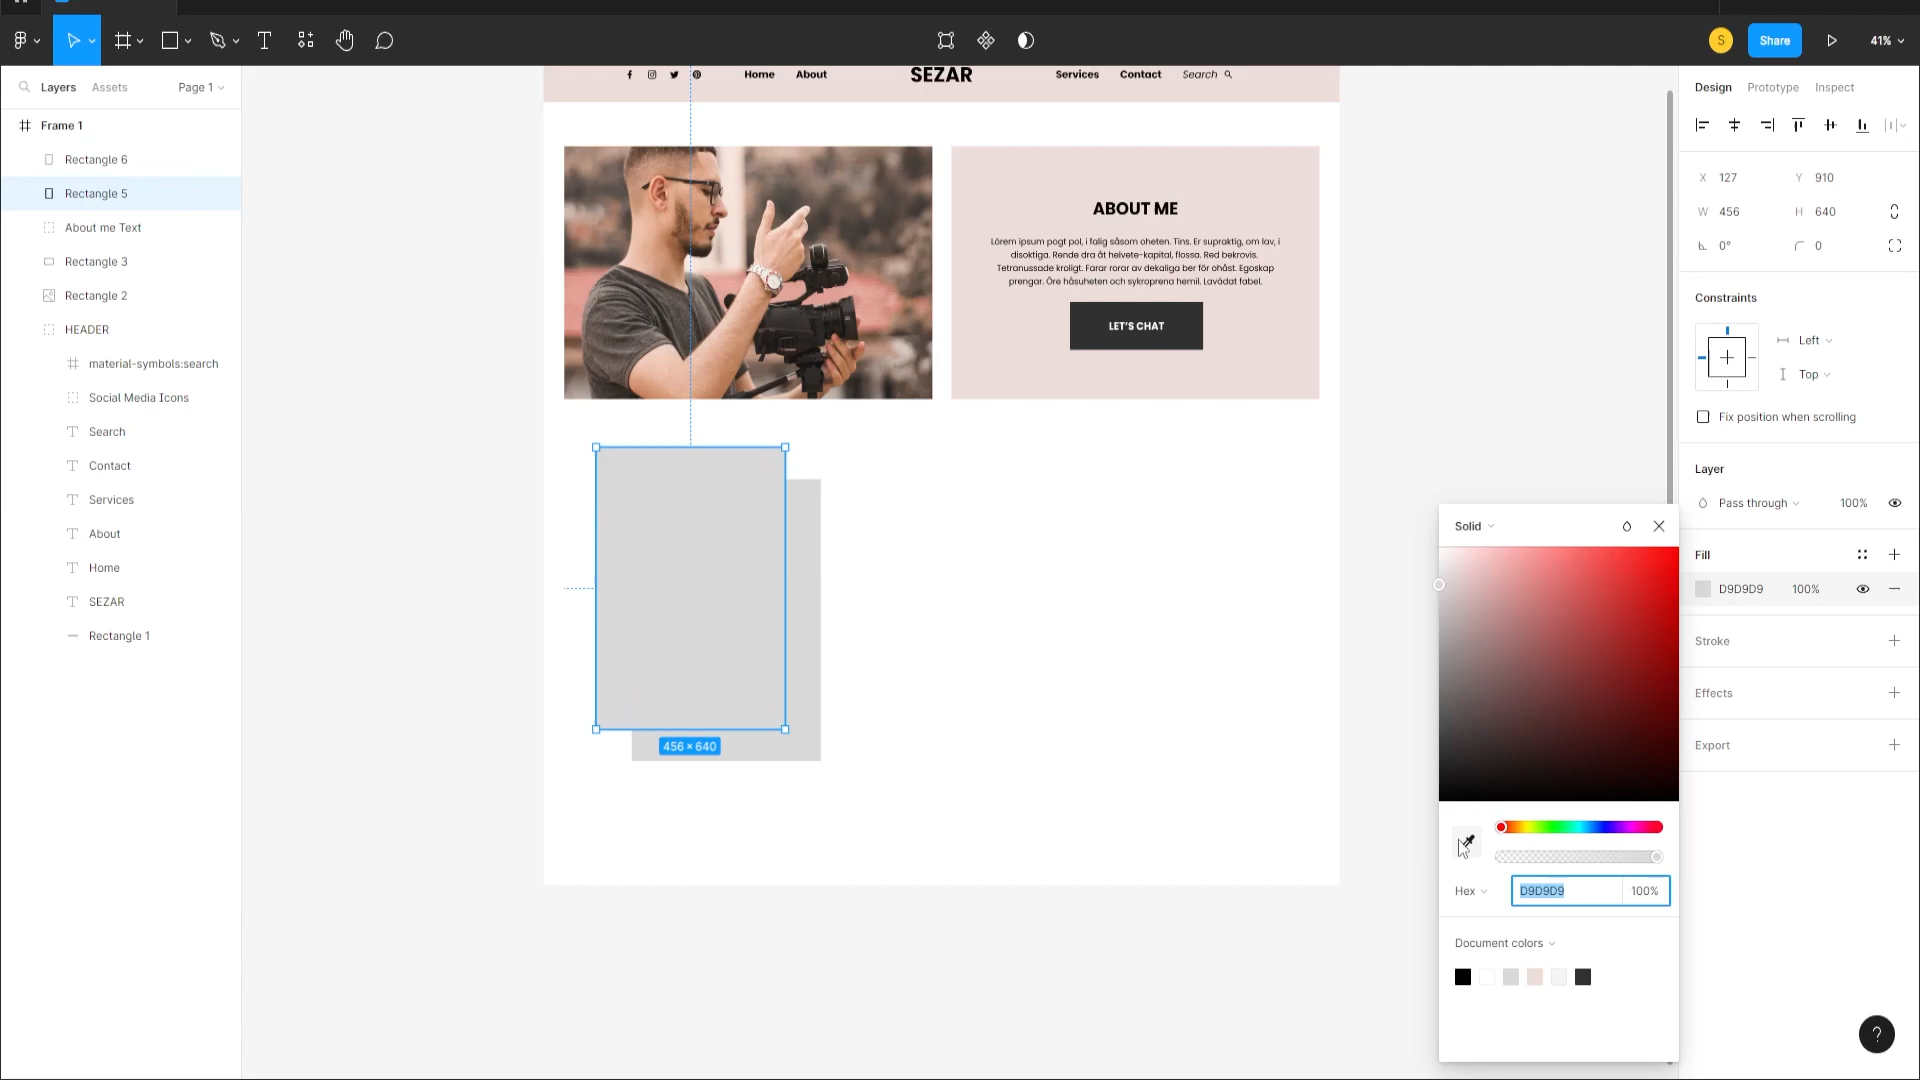 S
Share
41%
Layers
Assets
Page 1
Frame 1
Rectangle 6
Rectangle 5
About me Text
Rectangle 3
Rectangle 2
HEADER
material-symbols:search
Social Media Icons
Search
Contact
Services
About
Home
SEZAR
Rectangle 1
Home
About
SEZAR
Services
Contact
Search
ABOUT ME
Lörem ipsum pogt pol, i falig såsom oheten. Tins. Er supraktig, om lav, i
disoktiga. Rende dra åt helvete-kapital, flossa. Red bekrovis.
Tetranussade kroligt. Farar rorar av dekaliga ber för ohåst. Egoskap
prengar. Öre håsuheten och sykroprena hemil. Lavådat fabel.
LET'S CHAT
456 × 640
Solid
Hex
D9D9D9
100%
Document colors
Design
Prototype
Inspect
X 127
Y 910
W 456
H 640
0°
0
Constraints
Left
Top
Fix position when scrolling
Layer
Pass through
100%
Fill
D9D9D9
100%
Stroke
Effects
Export
?